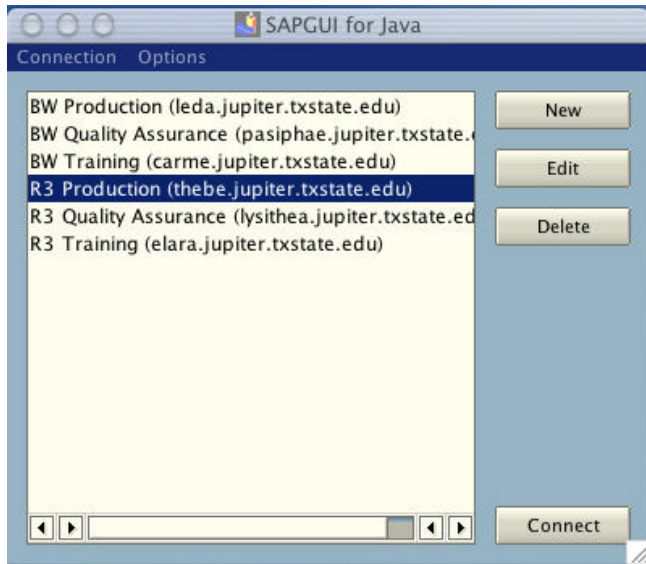 SAPGUI for Java
Connection Options
BW Production (leda.jupiter.txstate.edu)
BW Quality Assurance (pasiphae.jupiter.txstate.
BW Training (carme.jupiter.txstate.edu)
R3 Production (thebe.jupiter.txstate.edu)
R3 Quality Assurance (lysithea.jupiter.txstate.ed
R3 Training (elara.jupiter.txstate.edu)
New
Edit
Delete
Connect